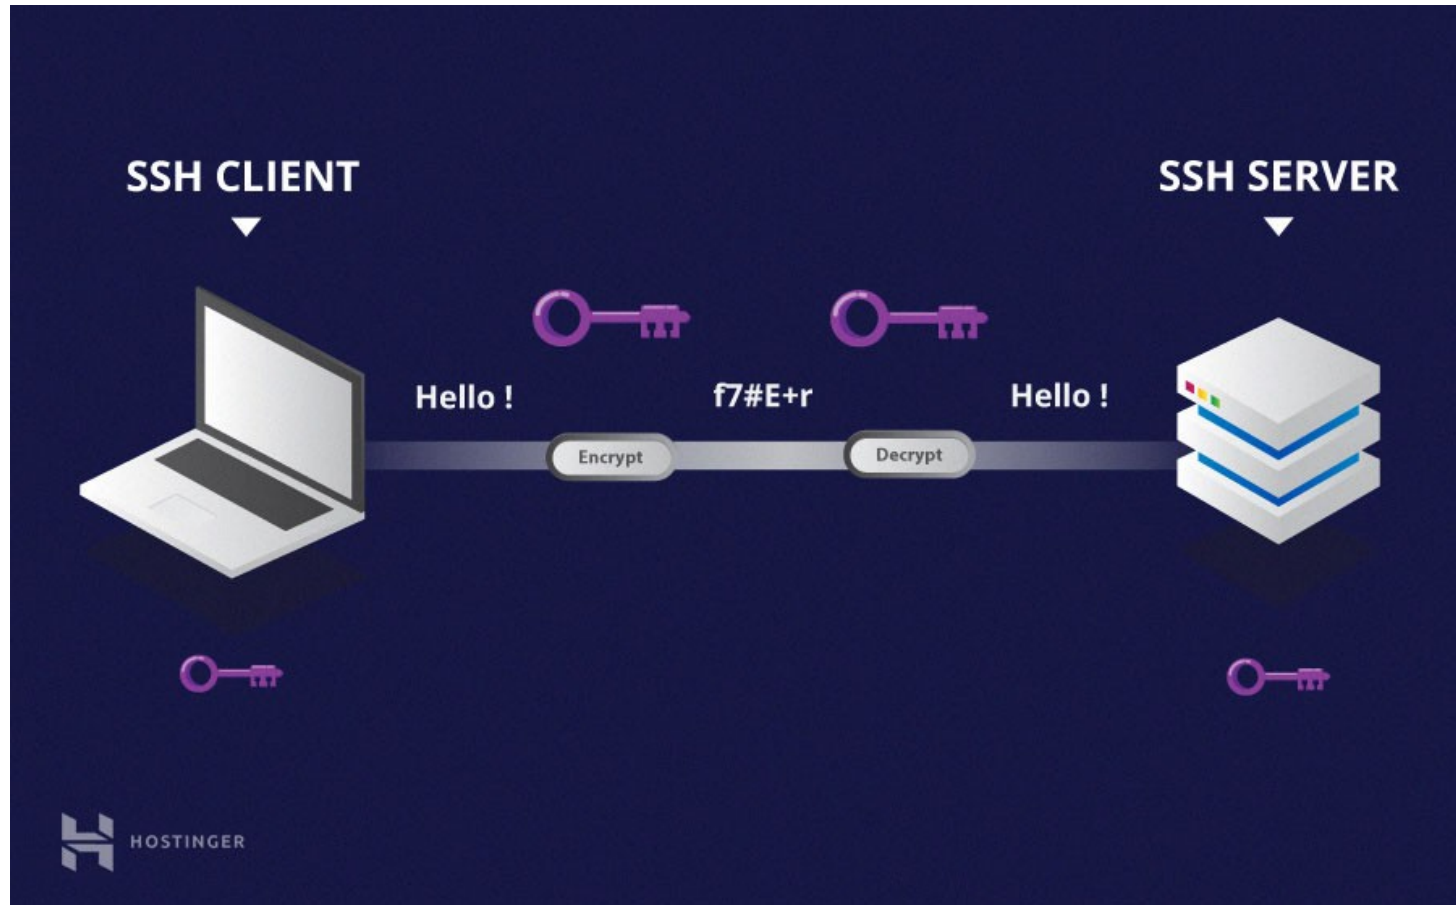 SSH CLIENT
SSH SERVER
Hello !
f7#E+r
Hello !
Encrypt
Decrypt
HOSTINGER